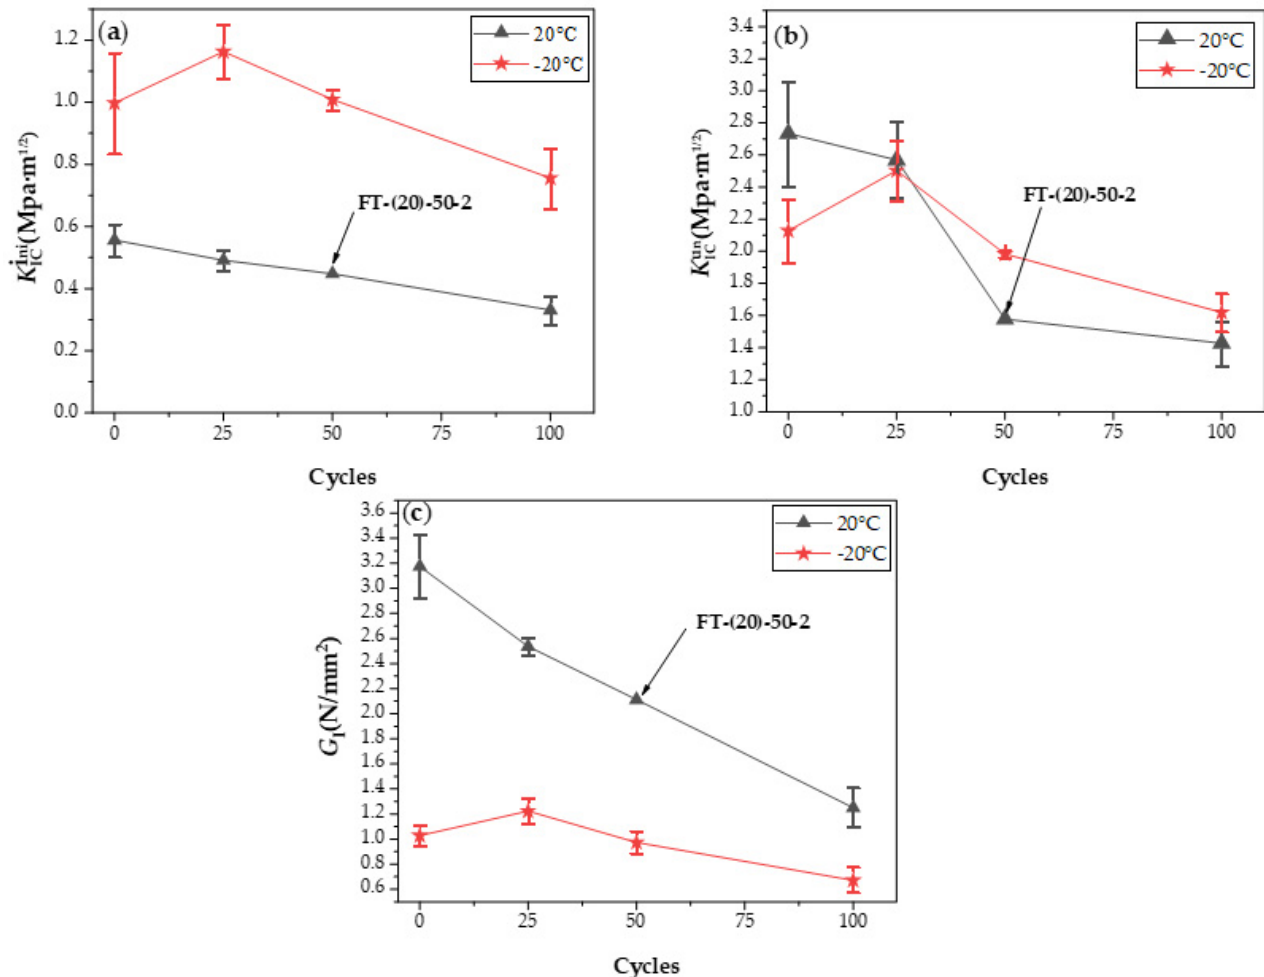 (a)
20°C
-20°C
1.2
1.0
0.8
0.6
0.4
0.2
0.0
K_IC^Ini(Mpa·m^1/2)
FT-(20)-50-2
0 25 50 75 100
Cycles
(b)
20°C
-20°C
3.4
3.2
3.0
2.8
2.6
2.4
2.2
2.0
1.8
1.6
1.4
1.2
1.0
K_IC^un(Mpa·m^1/2)
FT-(20)-50-2
0 25 50 75 100
Cycles
(c)
20°C
-20°C
3.6
3.4
3.2
3.0
2.8
2.6
2.4
2.2
2.0
1.8
1.6
1.4
1.2
1.0
0.8
0.6
G_I(N/mm²)
FT-(20)-50-2
0 25 50 75 100
Cycles